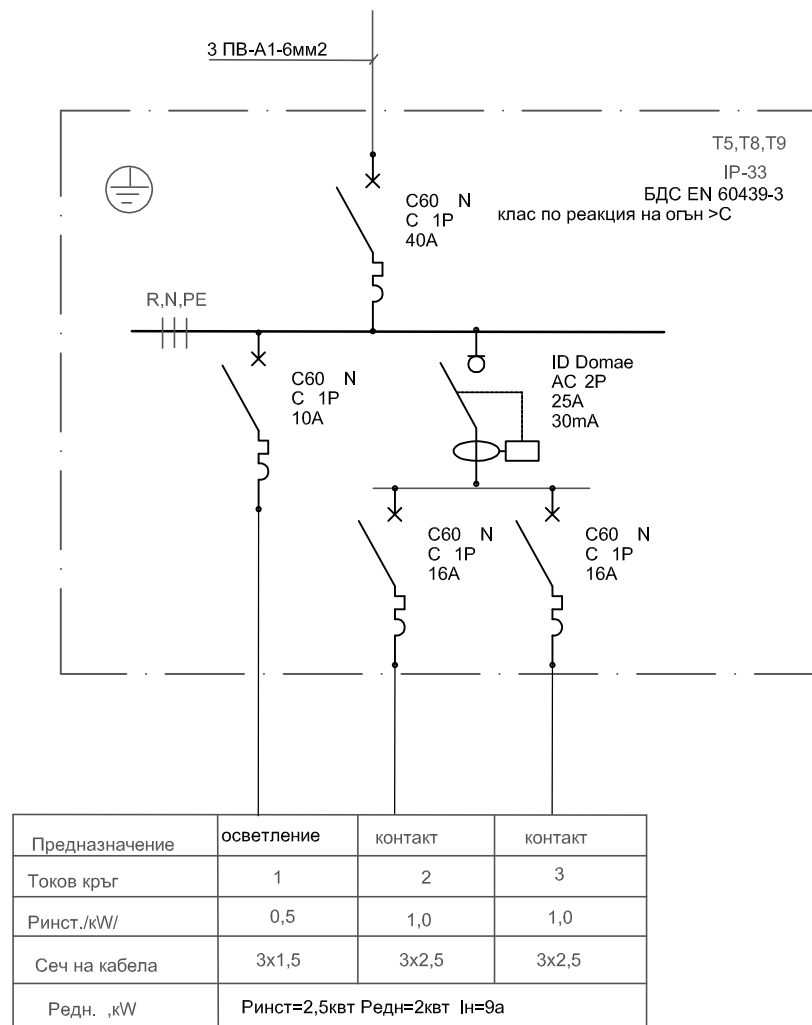 3 ПВ-А1-6мм2
Т5,Т8,Т9
IP-33
БДС EN 60439-3
клас по реакция на огън >С
C60 N
C 1P
40A
R,N,PE
C60 N
C 1P
10A
ID Domae
AC 2P
25A
30mA
C60 N
C 1P
16A
C60 N
C 1P
16A
Предназначение осветление контакт контакт
Токов кръг 1 2 3
Ринст./kW/ 0,5 1,0 1,0
Сеч на кабела 3x1,5 3x2,5 3x2,5
Редн. ,kW Ринст=2,5квт Редн=2квт Iн=9а